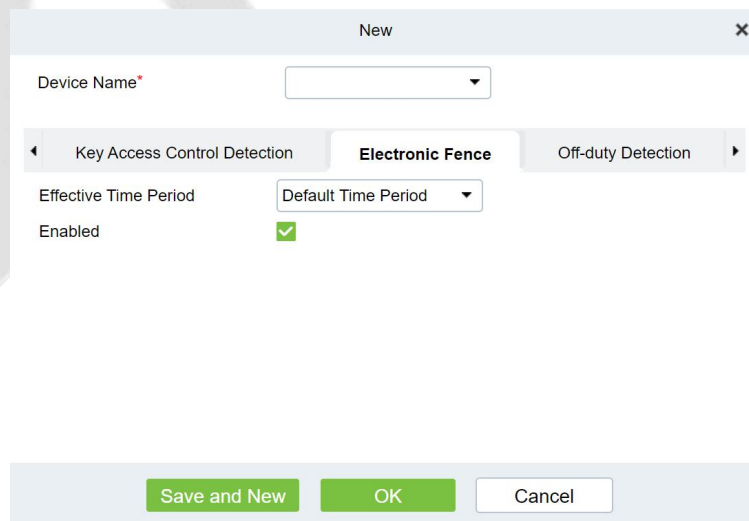 New
Device Name*
Key Access Control Detection Electronic Fence Off-duty Detection
Effective Time Period Default Time Period
Enabled
Save and New OK Cancel